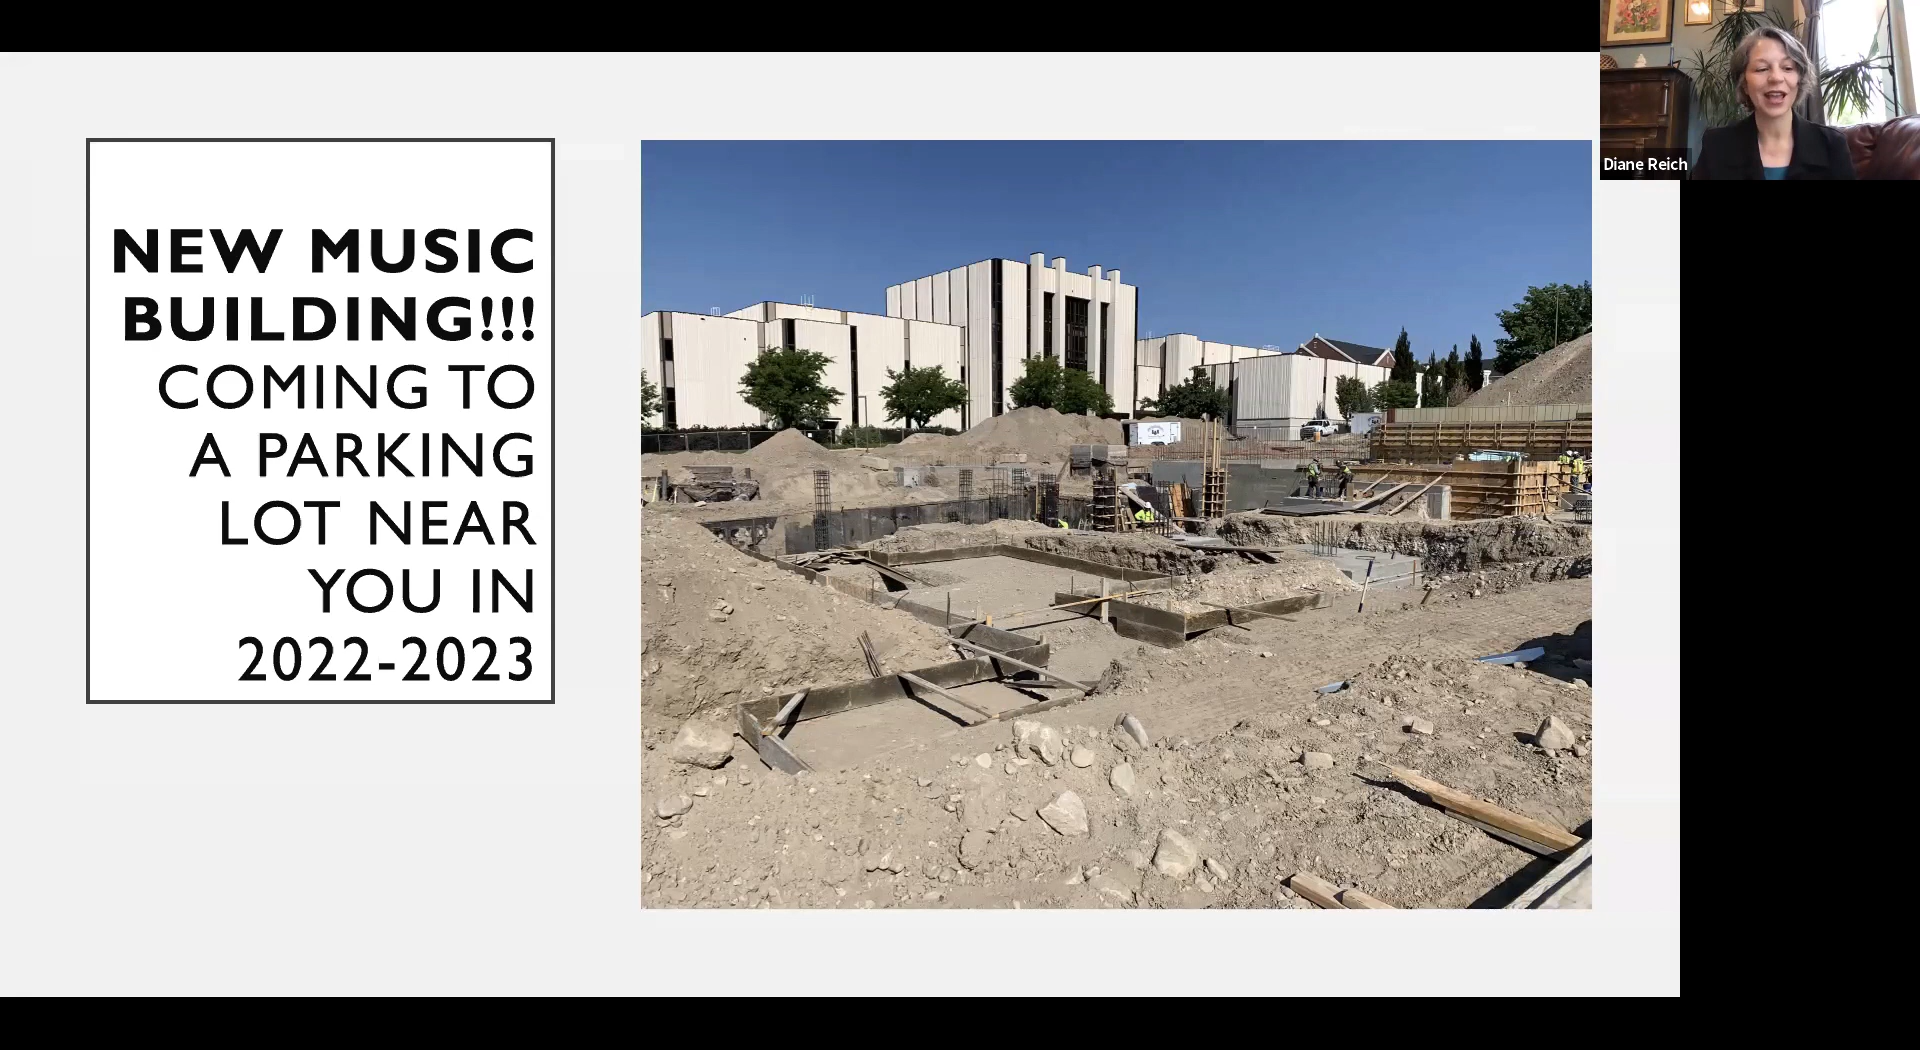 NEW MUSIC
BUILDING!!!
COMING TO
A PARKING
LOT NEAR
YOU IN
2022-2023
Diane Reich